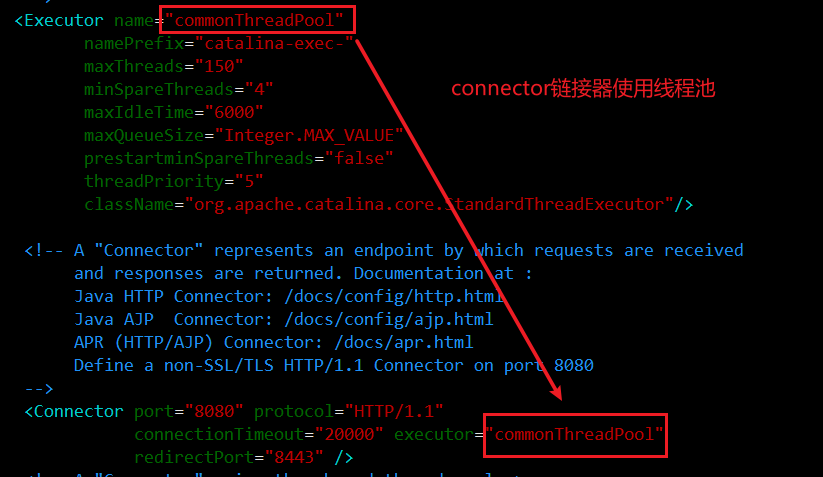 -->
<Executor name="commonThreadPool"
namePrefix="catalina-exec-"
maxThreads="150"
connector链接器使用线程池
minSpareThreads="4"
maxIdleTime="6000"
maxQueueSize="Integer.MAX_VALUE"
prestartminSpareThreads="false"
threadPriority="5"
className="org.apache.catalina.core.StandardThreadExecutor"/>
<!-- A "Connector" represents an endpoint by which requests are received
and responses are returned. Documentation at :
Java HTTP Connector: /docs/config/http.html
Java AJP  Connector: /docs/config/ajp.html
APR (HTTP/AJP) Connector: /docs/apr.html
Define a non-SSL/TLS HTTP/1.1 Connector on port 8080
-->
<Connector port="8080" protocol="HTTP/1.1"
connectionTimeout="20000" executor="commonThreadPool"
redirectPort="8443" />